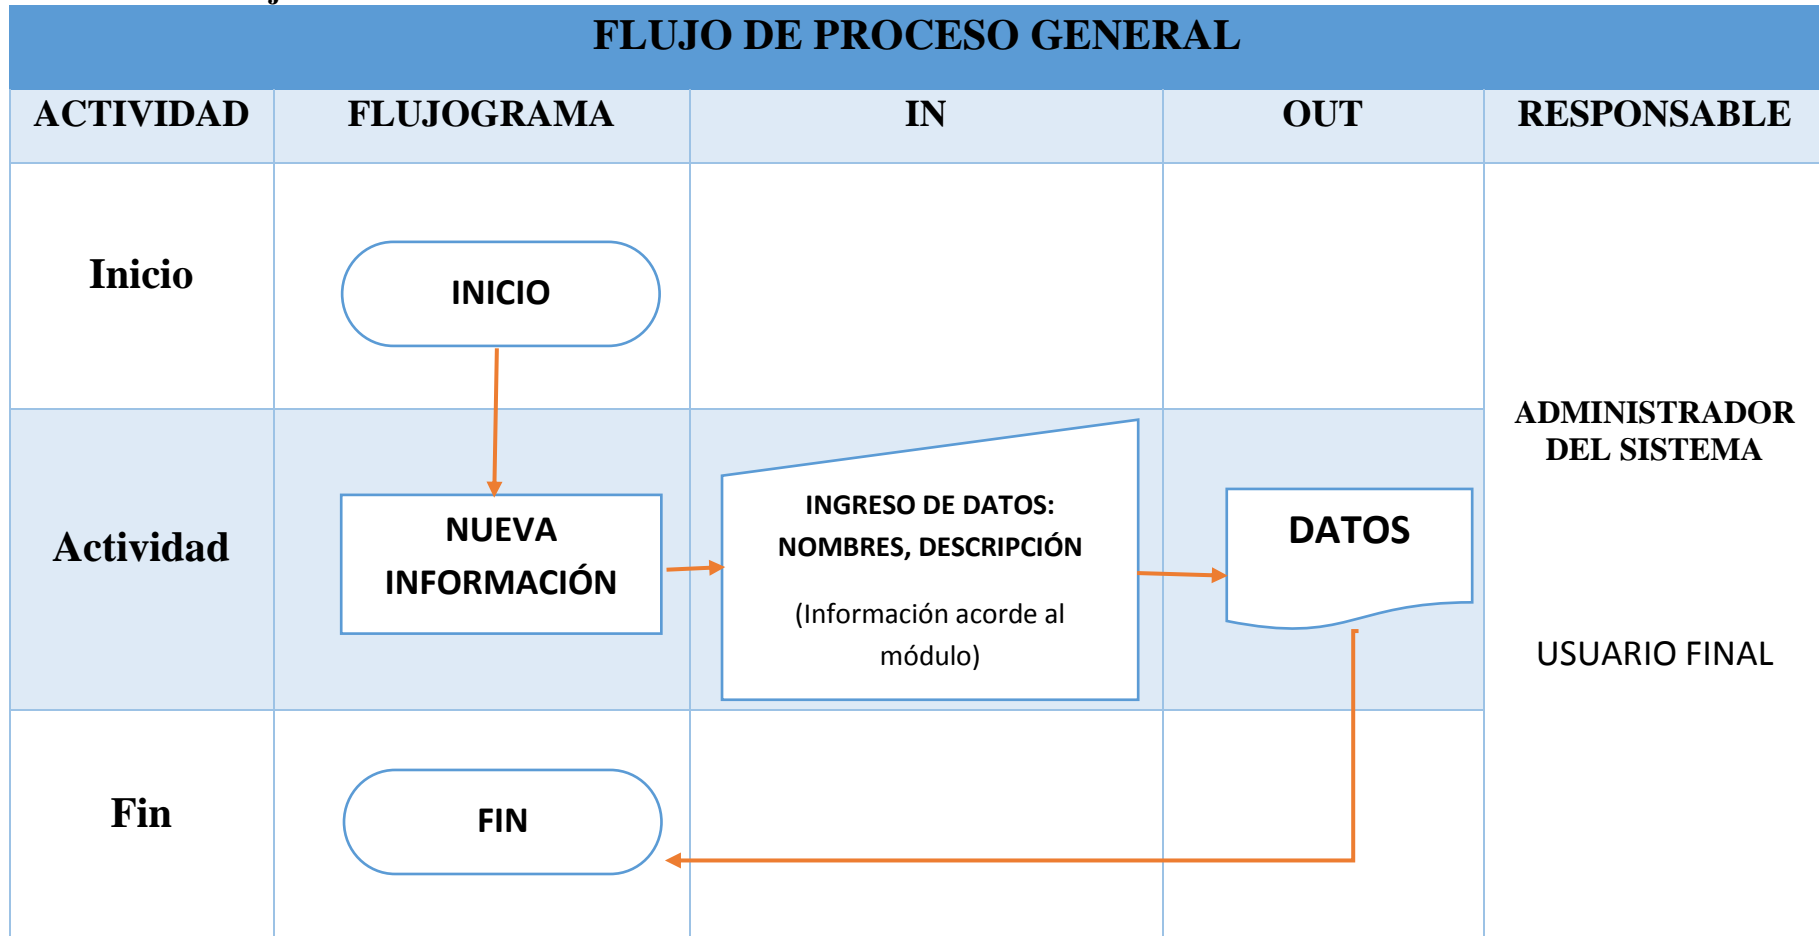 FLUJO DE PROCESO GENERAL
ACTIVIDAD
FLUJOGRAMA
IN
OUT
RESPONSABLE
Inicio
INICIO
ADMINISTRADOR
DEL SISTEMA
Actividad
NUEVA
INFORMACIÓN
INGRESO DE DATOS:
NOMBRES, DESCRIPCIÓN
(Información acorde al
módulo)
DATOS
USUARIO FINAL
Fin
FIN